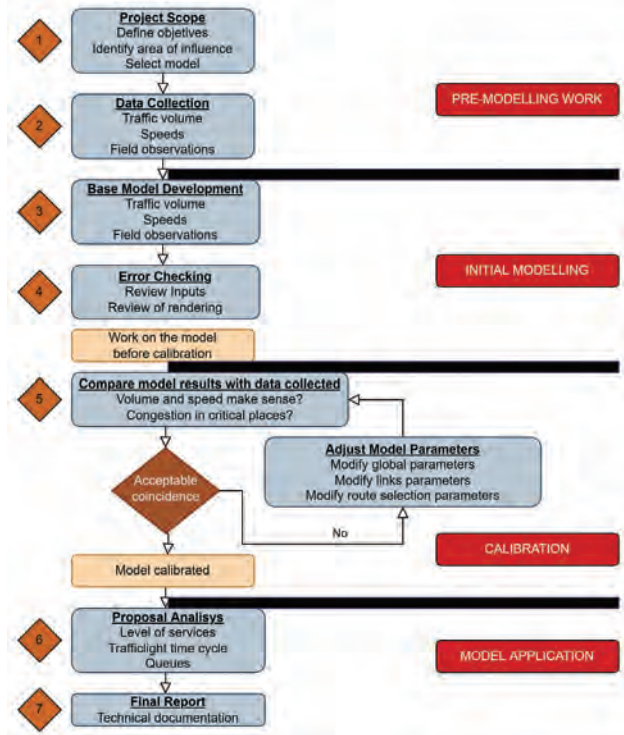 1
Project Scope
Define objetives
Identify area of influence
Select model
PRE-MODELLING WORK
2
Data Collection
Traffic volume
Speeds
Field observations
3
Base Model Development
Traffic volume
Speeds
Field observations
INITIAL MODELLING
4
Error Checking
Review Inputs
Review of rendering
Work on the model
before calibration
5
Compare model results with data collected
Volume and speed make sense?
Congestion in critical places?
Adjust Model Parameters
Modify global parameters
Modify links parameters
Modify route selection parameters
Acceptable
coincidence
No
CALIBRATION
Model calibrated
6
Proposal Analisys
Level of services
Trafficlight time cycle
Queues
MODEL APPLICATION
7
Final Report
Technical documentation